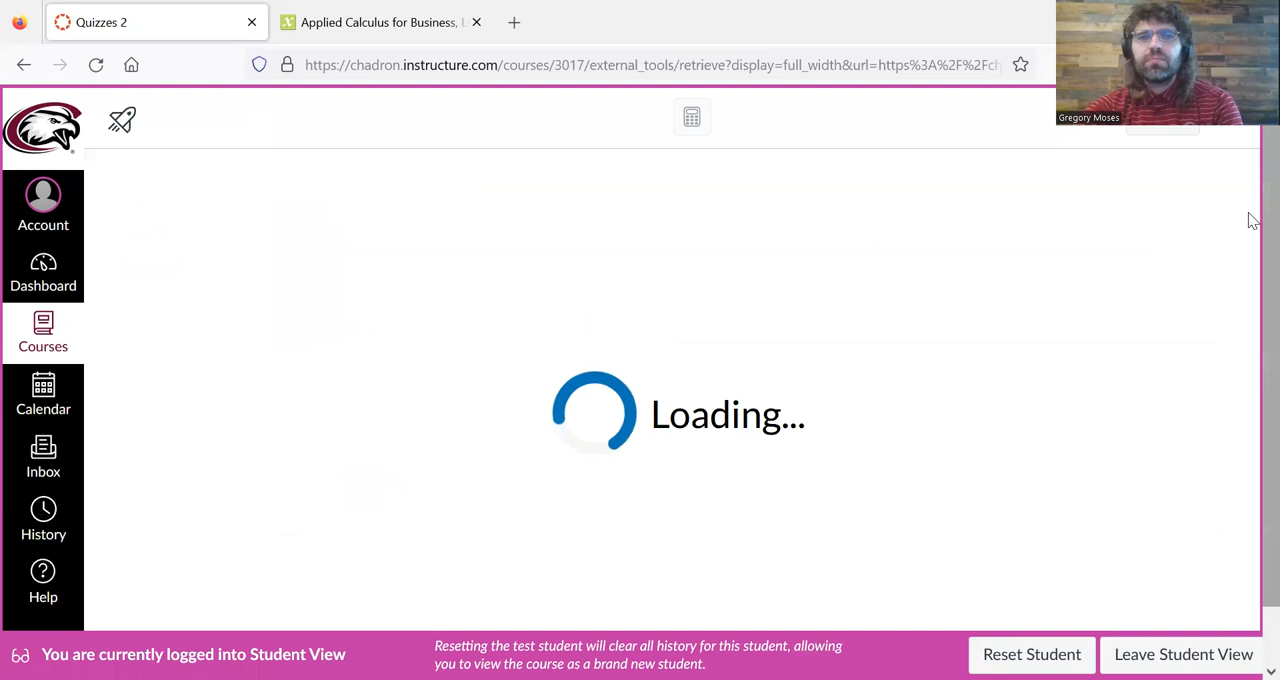 Quizzes 2
Applied Calculus for Business, L
https://chadron.instructure.com/courses/3017/external_tools/retrieve?display=full_width&url=https%3A%2F%2Fch
Gregory Moses
Account
Dashboard
Courses
Calendar
Inbox
History
Help
Loading...
You are currently logged into Student View
Resetting the test student will clear all history for this student, allowing
you to view the course as a brand new student.
Reset Student
Leave Student View